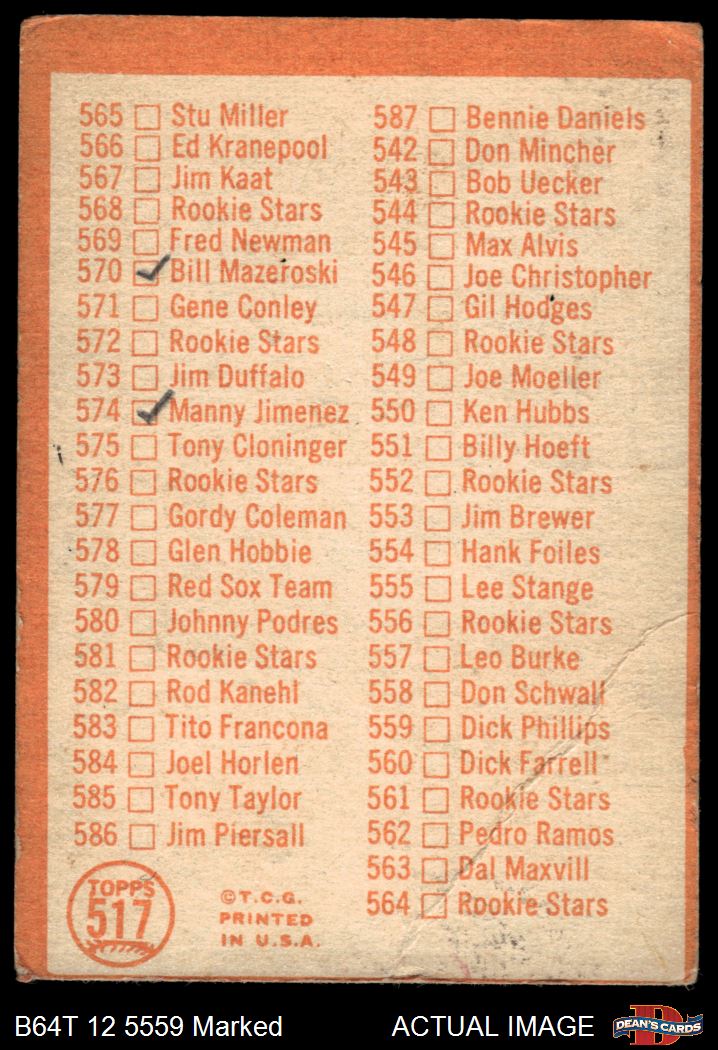 565 Stu Miller
566 Ed Kranepool
567 Jim Kaat
568 Rookie Stars
569 Fred Newman
570 Bill Mazeroski
571 Gene Conley
572 Rookie Stars
573 Jim Duffalo
574 Manny Jimenez
575 Tony Cloninger
576 Rookie Stars
577 Gordy Coleman
578 Glen Hobbie
579 Red Sox Team
580 Johnny Podres
581 Rookie Stars
582 Rod Kanehl
583 Tito Francona
584 Joel Horlen
585 Tony Taylor
586 Jim Piersall
587 Bennie Daniels
542 Don Mincher
543 Bob Uecker
544 Rookie Stars
545 Max Alvis
546 Joe Christopher
547 Gil Hodges
548 Rookie Stars
549 Joe Moeller
550 Ken Hubbs
551 Billy Hoeft
552 Rookie Stars
553 Jim Brewer
554 Hank Foiles
555 Lee Stange
556 Rookie Stars
557 Leo Burke
558 Don Schwall
559 Dick Phillips
560 Dick Farrell
561 Rookie Stars
562 Pedro Ramos
563 Dal Maxvill
564 Rookie Stars
TOPPS
517
©T.C.G.
PRINTED
IN U.S.A.
B64T 12 5559 Marked
ACTUAL IMAGE
D
DEAN'S CARDS